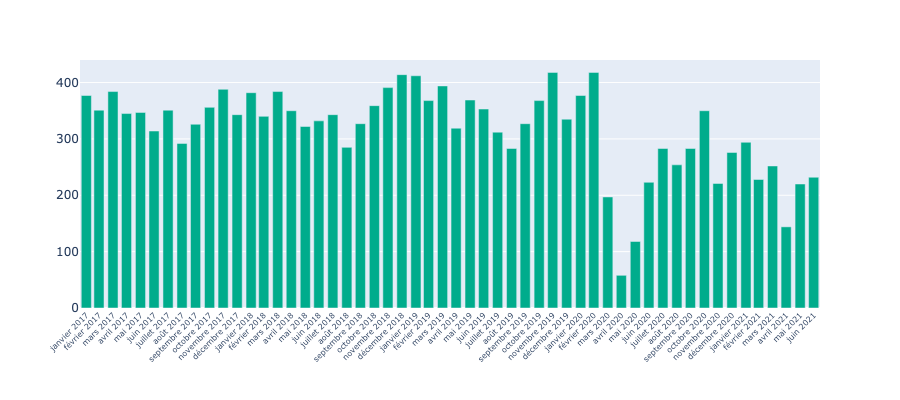 400
300
200
100
0
janvier 2017
février 2017
mars 2017
avril 2017
mai 2017
juin 2017
juillet 2017
août 2017
septembre 2017
octobre 2017
novembre 2017
décembre 2017
janvier 2018
février 2018
mars 2018
avril 2018
mai 2018
juin 2018
juillet 2018
août 2018
septembre 2018
octobre 2018
novembre 2018
décembre 2018
janvier 2019
février 2019
mars 2019
avril 2019
mai 2019
juin 2019
juillet 2019
août 2019
septembre 2019
octobre 2019
novembre 2019
décembre 2019
janvier 2020
février 2020
mars 2020
avril 2020
mai 2020
juin 2020
juillet 2020
août 2020
septembre 2020
octobre 2020
novembre 2020
décembre 2020
janvier 2021
février 2021
mars 2021
avril 2021
mai 2021
juin 2021